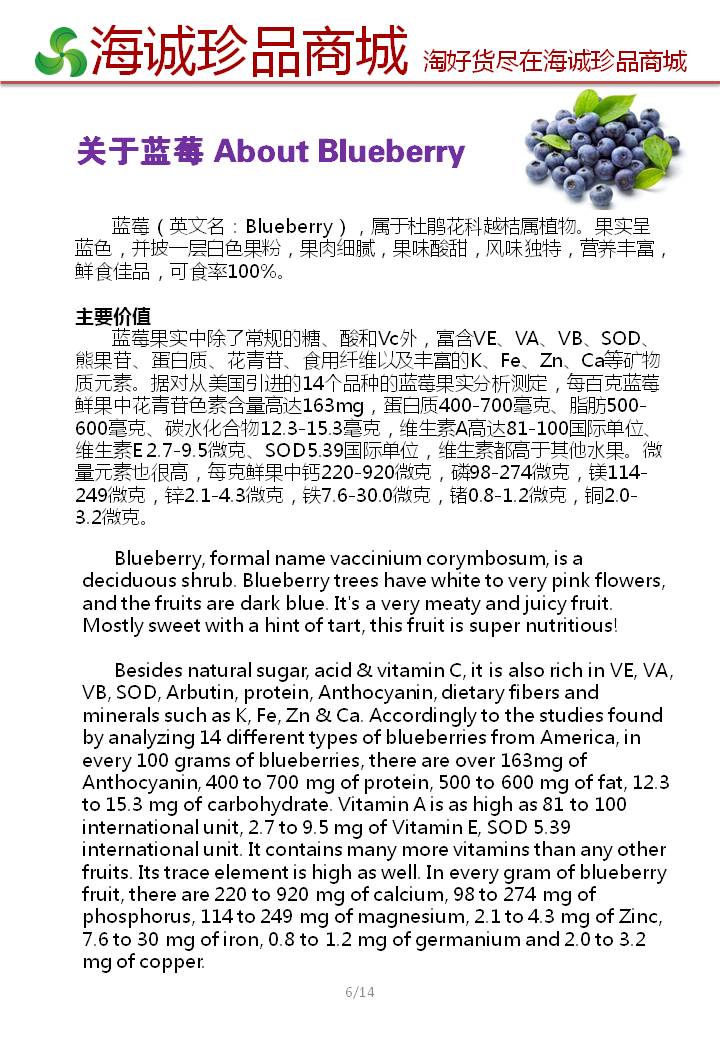 海诚珍品商城 淘好货尽在海诚珍品商城
关于蓝莓 About Blueberry
蓝莓（英文名：Blueberry），属于杜鹃花科越桔属植物。果实呈
蓝色，并披一层白色果粉，果肉细腻，果味酸甜，风味独特，营养丰富，
鲜食佳品，可食率100%。
主要价值
蓝莓果实中除了常规的糖、酸和Vc外，富含VE、VA、VB、SOD、
熊果苷、蛋白质、花青苷、食用纤维以及丰富的K、Fe、Zn、Ca等矿物
质元素。据对从美国引进的14个品种的蓝莓果实分析测定，每百克蓝莓
鲜果中花青苷色素含量高达163mg，蛋白质400-700毫克、脂肪500-
600毫克、碳水化合物12.3-15.3毫克，维生素A高达81-100国际单位、
维生素E 2.7-9.5微克、SOD5.39国际单位，维生素都高于其他水果。微
量元素也很高，每克鲜果中钙220-920微克，磷98-274微克，镁114-
249微克，锌2.1-4.3微克，铁7.6-30.0微克，锗0.8-1.2微克，铜2.0-
3.2微克。
Blueberry, formal name vaccinium corymbosum, is a
deciduous shrub. Blueberry trees have white to very pink flowers,
and the fruits are dark blue. It's a very meaty and juicy fruit.
Mostly sweet with a hint of tart, this fruit is super nutritious!
Besides natural sugar, acid & vitamin C, it is also rich in VE, VA,
VB, SOD, Arbutin, protein, Anthocyanin, dietary fibers and
minerals such as K, Fe, Zn & Ca. Accordingly to the studies found
by analyzing 14 different types of blueberries from America, in
every 100 grams of blueberries, there are over 163mg of
Anthocyanin, 400 to 700 mg of protein, 500 to 600 mg of fat, 12.3
to 15.3 mg of carbohydrate. Vitamin A is as high as 81 to 100
international unit, 2.7 to 9.5 mg of Vitamin E, SOD 5.39
international unit. It contains many more vitamins than any other
fruits. Its trace element is high as well. In every gram of blueberry
fruit, there are 220 to 920 mg of calcium, 98 to 274 mg of
phosphorus, 114 to 249 mg of magnesium, 2.1 to 4.3 mg of Zinc,
7.6 to 30 mg of iron, 0.8 to 1.2 mg of germanium and 2.0 to 3.2
mg of copper.
6/14